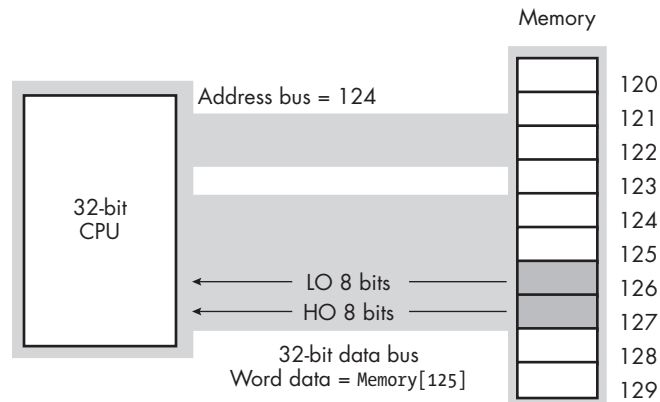 Memory
Address bus = 124
120
121
122
123
124
125
126
127
128
129
32-bit
CPU
LO 8 bits
HO 8 bits
32-bit data bus
Word data = Memory[125]